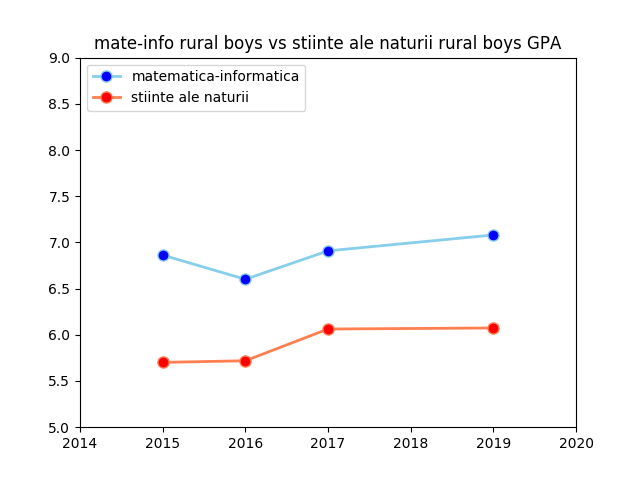 mate-info rural boys vs stiinte ale naturii rural boys GPA
matematica-informatica
stiinte ale naturii
9.0
8.5
8.0
7.5
7.0
6.5
6.0
5.5
5.0
2014 2015 2016 2017 2018 2019 2020